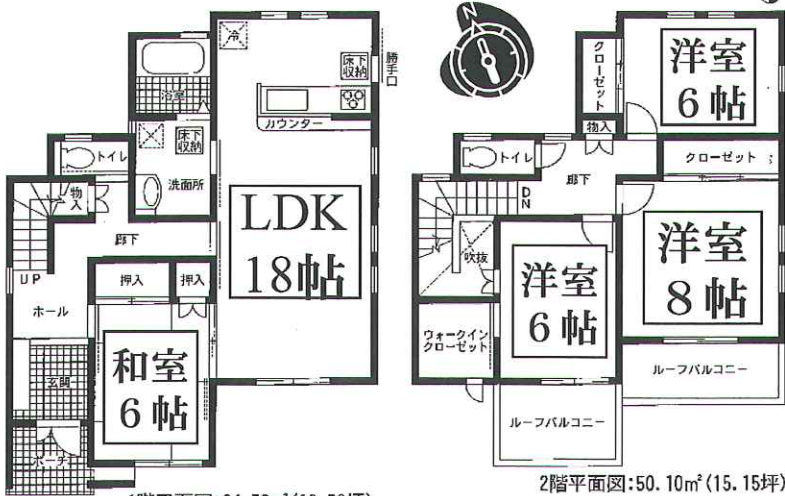 冷
床下
収納
勝手口
浴室
カウンター
トイレ
床下
収納
洗面所
物入
LDK
18帖
廊下
UP
押入
押入
ホール
和室
6帖
玄関
ポーチ
N
クローゼット
洋室
6帖
物入
トイレ
クローゼット
廊下
DN
吹抜
洋室
6帖
洋室
8帖
ウォークイン
クローゼット
ルーフバルコニー
ルーフバルコニー
2階平面図:50.10㎡(15.15坪)